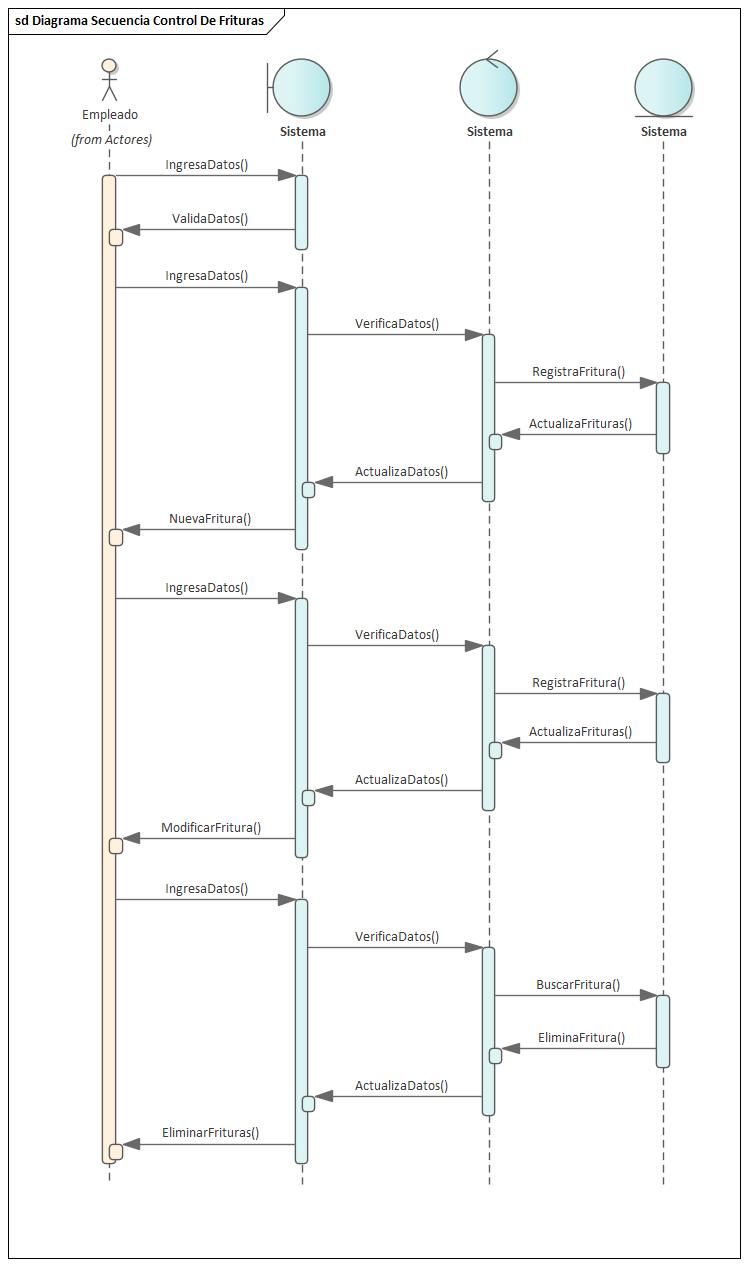 sd Diagrama Secuencia Control De Frituras
Empleado
(from Actores)
Sistema
Sistema
Sistema
IngresaDatos()
ValidaDatos()
IngresaDatos()
VerificaDatos()
RegistraFritura()
ActualizaFrituras()
ActualizaDatos()
NuevaFritura()
IngresaDatos()
VerificaDatos()
RegistraFritura()
ActualizaFrituras()
ActualizaDatos()
ModificarFritura()
IngresaDatos()
VerificaDatos()
BuscarFritura()
EliminaFritura()
ActualizaDatos()
EliminarFrituras()